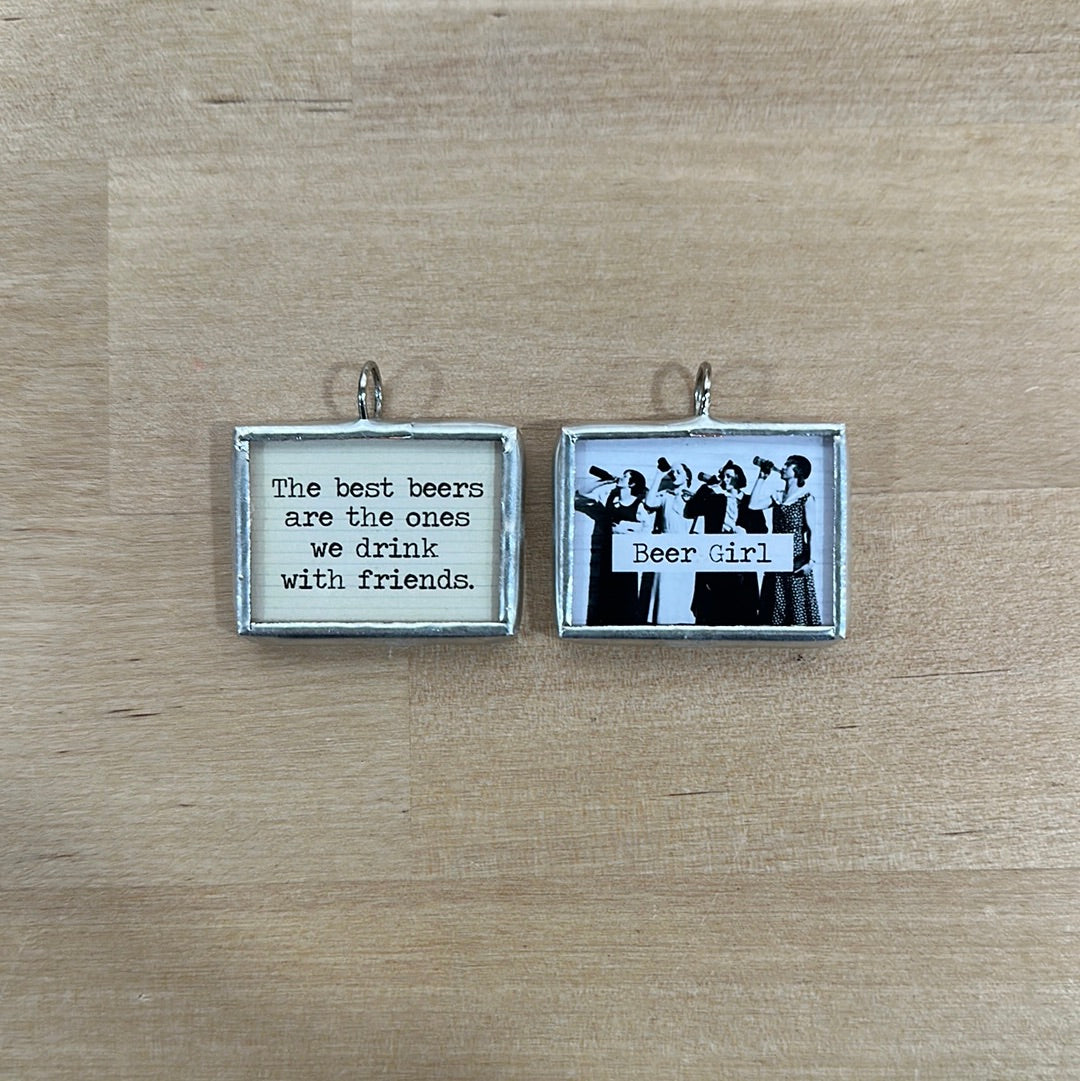 The best beers
are the ones
we drink
with friends.
Beer Girl